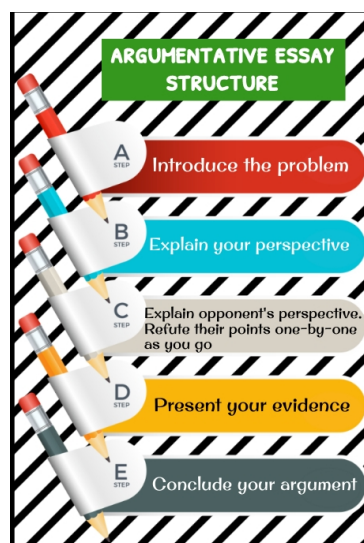 ARGUMENTATIVE ESSAY
STRUCTURE
A
STEP
Introduce the problem
B
STEP
Explain your perspective
C
STEP
Explain opponent's perspective.
Refute their points one-by-one
as you go
D
STEP
Present your evidence
E
STEP
Conclude your argument